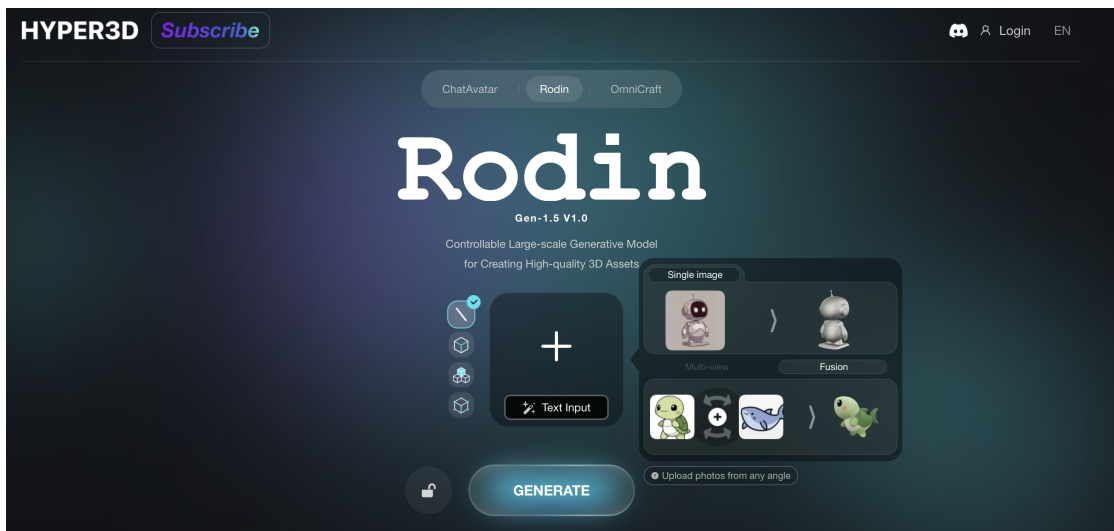 HYPER3D Subscribe Login EN
ChatAvatar Rodin OmniCraft
Rodin
Gen-1.5 V1.0
Controllable Large-scale Generative Model
for Creating High-quality 3D Assets
Single image
Multi-view Fusion
Text Input
Upload photos from any angle
GENERATE